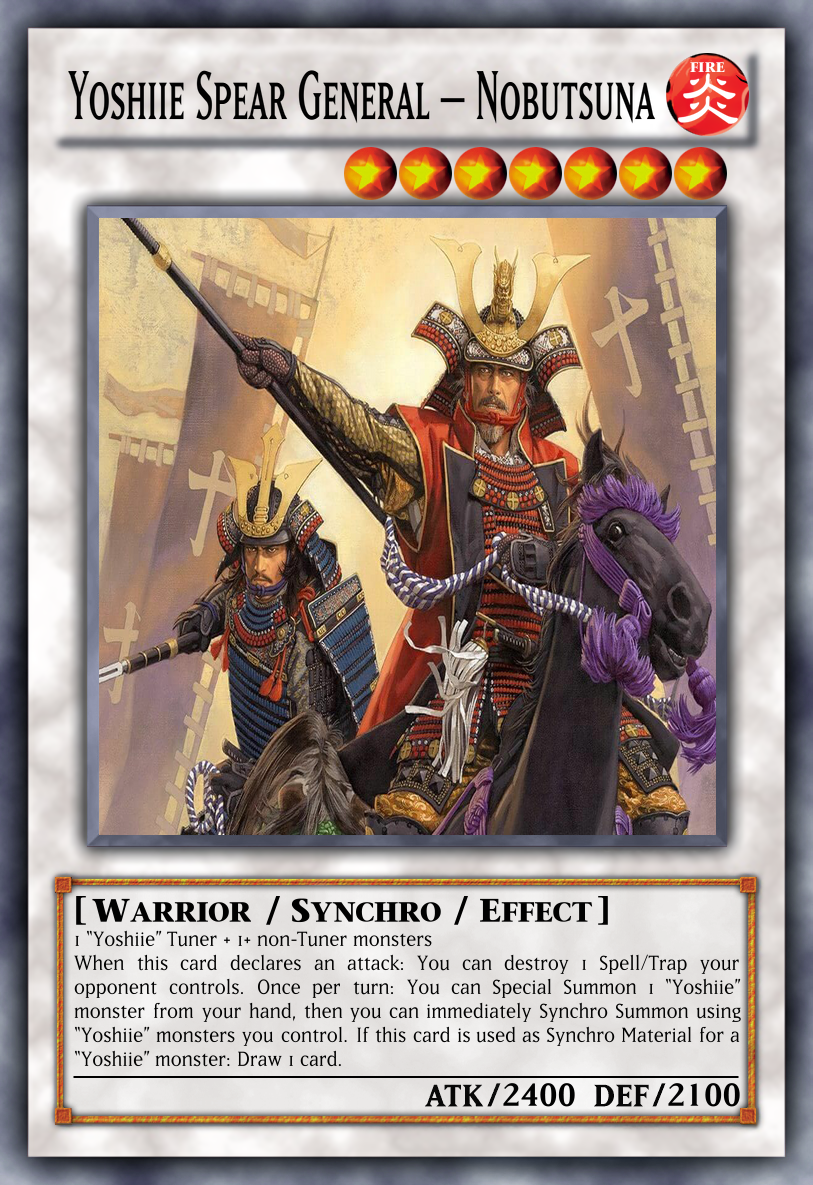 Yoshiie Spear General – Nobutsuna
FIRE
炎
[ Warrior / Synchro / Effect ]
1 “Yoshiie” Tuner + 1+ non-Tuner monsters
When this card declares an attack: You can destroy 1 Spell/Trap your
opponent controls. Once per turn: You can Special Summon 1 “Yoshiie”
monster from your hand, then you can immediately Synchro Summon using
“Yoshiie” monsters you control. If this card is used as Synchro Material for a
“Yoshiie” monster: Draw 1 card.
ATK/2400 DEF/2100